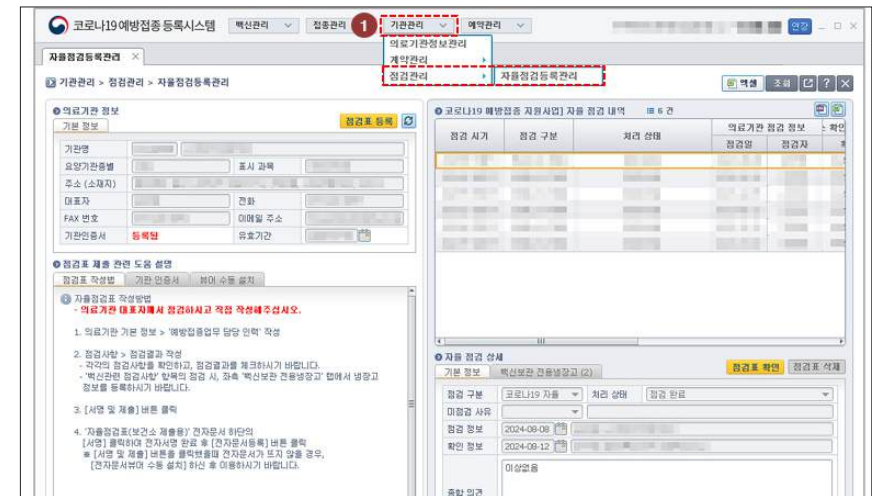 코로나19예방접종등록시스템 백신관리 접종관리 1 기관관리 예약관리 연장
의료기관정보관리
계약관리
점검관리 자율점검등록관리
자율점검등록관리
기관관리 > 점검관리 > 자율점검등록관리 엑셀 조회 ?
의료기관 정보
기본 정보 점검표 등록
기관명
요양기관종별 표시 과목
주소 (소재지)
대표자 전화
FAX 번호 이메일 주소
기관인증서 등록됨 유효기간
점검표 제출 관련 도움 설명
점검표 작성법 기관 인증서 뷰어 수동 설치
자율점검표 작성방법
- 의료기관 대표자께서 점검하시고 직접 작성해주십시오.
1. 의료기관 기본 정보 > '예방접종업무 담당 인력' 작성
2. 점검사항 > 점검결과 작성
- 각각의 점검사항을 확인하고, 점검결과를 체크하시기 바랍니다.
- '백신관련 점검사항' 항목의 점검 시, 좌측 '백신보관 전용냉장고' 탭에서 냉장고
정보를 등록하시기 바랍니다.
3. [서명 및 제출] 버튼 클릭
4. '자율점검표(보건소 제출용)' 전자문서 하단의
[서명] 클릭하여 전자서명 완료 후 [전자문서등록] 버튼 클릭
※ [서명 및 제출] 버튼을 클릭했을때 전자문서가 뜨지 않을 경우,
[전자문서뷰어 수동 설치] 하신 후 이용하시기 바랍니다.
코로나19 예방접종 지원사업] 자율 점검 내역 6 건
점검 시기 점검 구분 처리 상태 의료기관 점검 정보 확인
점검일 점검자
자율 점검 상세
기본 정보 백신보관 전용냉장고 (2) 점검표 확인 점검표 삭제
점검 구분 코로나19 자율 처리 상태 점검 완료
미점검 사유
점검 정보 2024-08-08
확인 정보 2024-08-12
이상없음
종합 의견